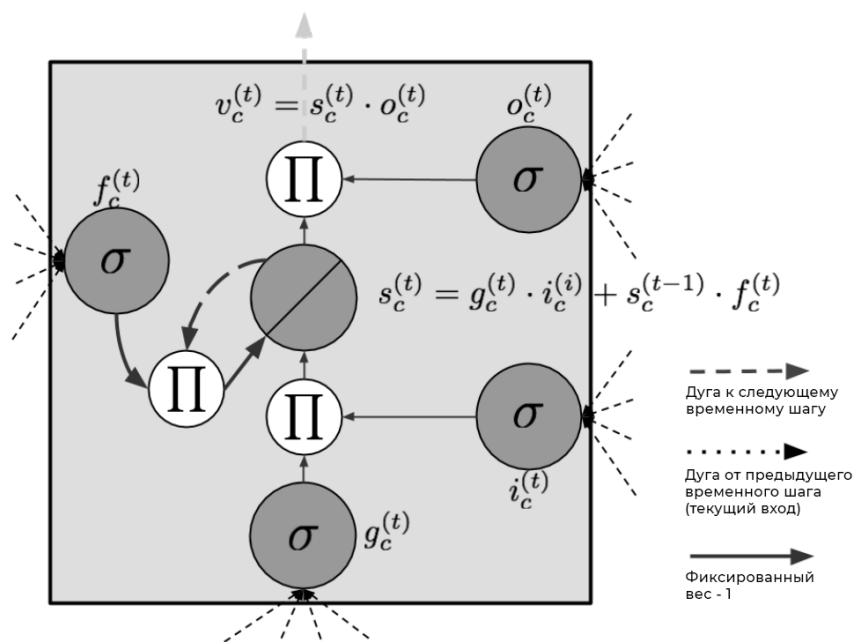 v_c^{(t)} = s_c^{(t)} · o_c^{(t)}
o_c^{(t)}
Π
σ
f_c^{(t)}
σ
s_c^{(t)} = g_c^{(t)} · i_c^{(i)} + s_c^{(t-1)} · f_c^{(t)}
Π
Π
σ
i_c^{(t)}
σ
g_c^{(t)}
Дуга к следующему
временному шагу
Дуга от предыдущего
временного шага
(текущий вход)
Фиксированный
вес - 1